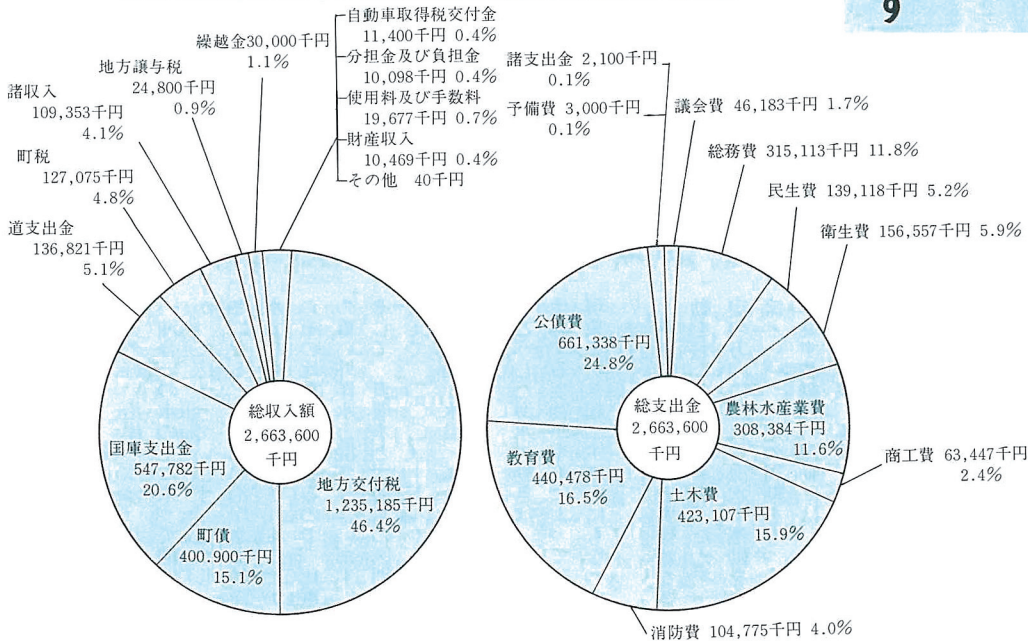 9
自動車取得税交付金
11,400千円 0.4%
分担金及び負担金
10,098千円 0.4%
使用料及び手数料
19,677千円 0.7%
財産収入
10,469千円 0.4%
その他 40千円
繰越金30,000千円
1.1%
地方譲与税
24,800千円
0.9%
諸収入
109,353千円
4.1%
町税
127,075千円
4.8%
道支出金
136,821千円
5.1%
国庫支出金
547,782千円
20.6%
町債
400.900千円
15.1%
地方交付税
1,235,185千円
46.4%
総収入額
2,663,600
千円
諸支出金 2,100千円
0.1%
予備費 3,000千円
0.1%
議会費 46,183千円 1.7%
総務費 315,113千円 11.8%
民生費 139,118千円 5.2%
衛生費 156,557千円 5.9%
農林水産業費
308,384千円
11.6%
商工費 63,447千円
2.4%
土木費
423,107千円
15.9%
消防費 104,775千円 4.0%
教育費
440,478千円
16.5%
公債費
661,338千円
24.8%
総支出金
2,663,600
千円